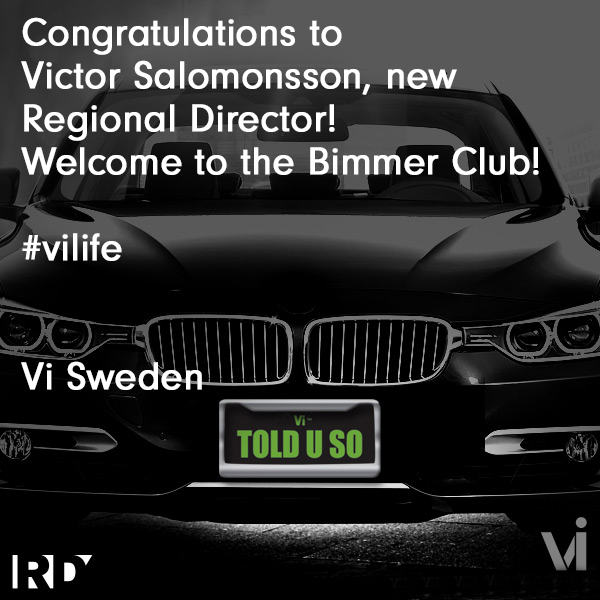 Congratulations to
Victor Salomonsson, new
Regional Director!
Welcome to the Bimmer Club!
#vilife
Vi Sweden
Vi
TOLD U SO
RD
vi